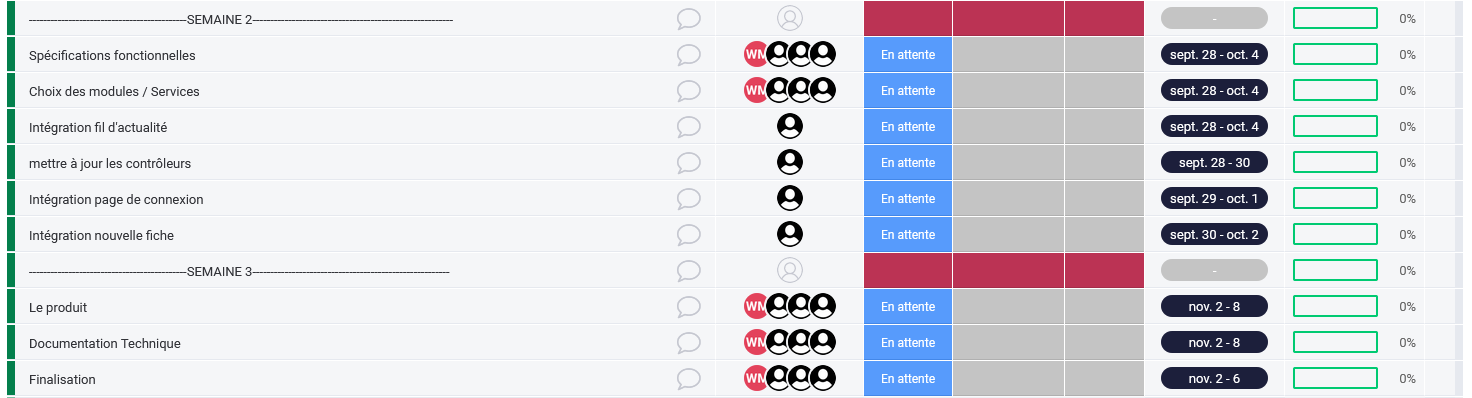 ----------------------------------------------SEMAINE 2----------------------------------------------------------- - 0%
Spécifications fonctionnelles WM En attente sept. 28 - oct. 4 0%
Choix des modules / Services WM En attente sept. 28 - oct. 4 0%
Intégration fil d'actualité En attente sept. 28 - oct. 4 0%
mettre à jour les contrôleurs En attente sept. 28 - 30 0%
Intégration page de connexion En attente sept. 29 - oct. 1 0%
Intégration nouvelle fiche En attente sept. 30 - oct. 2 0%
----------------------------------------------SEMAINE 3---------------------------------------------------------- - 0%
Le produit WM En attente nov. 2 - 8 0%
Documentation Technique WM En attente nov. 2 - 8 0%
Finalisation WM En attente nov. 2 - 6 0%